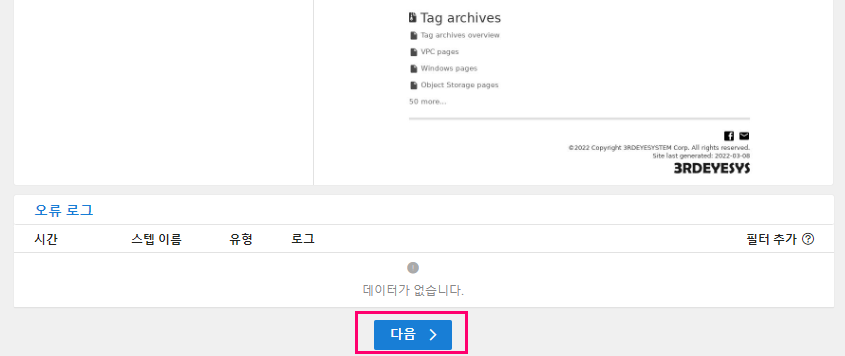 Tag archives
Tag archives overview
VPC pages
Windows pages
Object Storage pages
50 more...
©2022 Copyright 3RDEYESYSTEM Corp. All rights reserved.
Site last generated: 2022-03-08
3RDEYESYS
오류 로그
시간 스텝 이름 유형 로그 필터 추가 ?
데이터가 없습니다.
다음